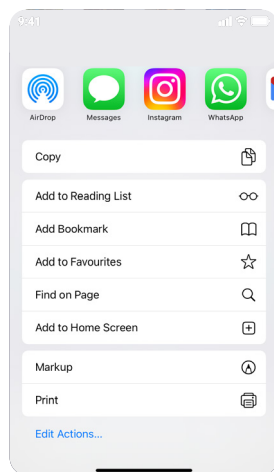 9:41
AirDrop
Messages
Instagram
WhatsApp
Copy
Add to Reading List
Add Bookmark
Add to Favourites
Find on Page
Add to Home Screen
Markup
Print
Edit Actions...